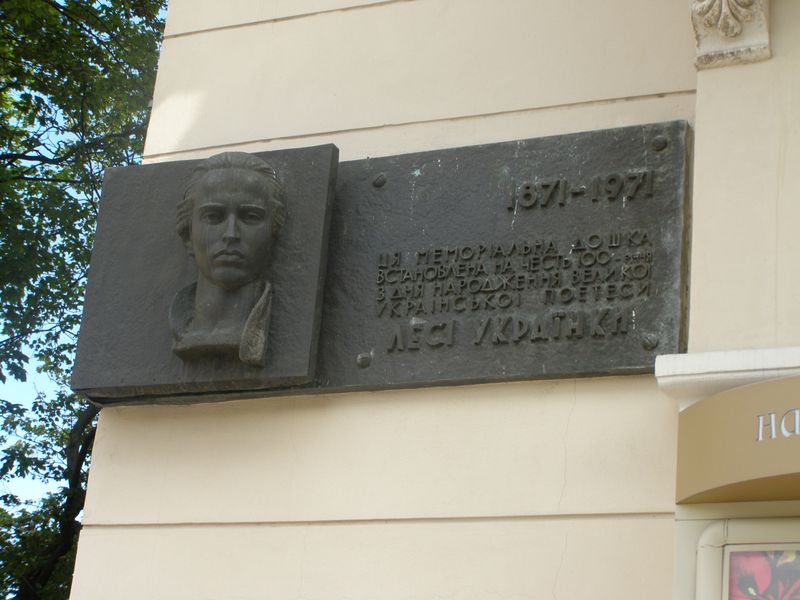 1871-1971
ЦЯ МЕМОРІАЛЬНА ДОШКА
ВСТАНОВЛЕНА НА ЧЕСТЬ 100-РІЧЧЯ
З ДНЯ НАРОДЖЕННЯ ВЕЛИКОЇ
УКРАЇНСЬКОЇ ПОЕТЕСИ
ЛЕСІ УКРАЇНКИ